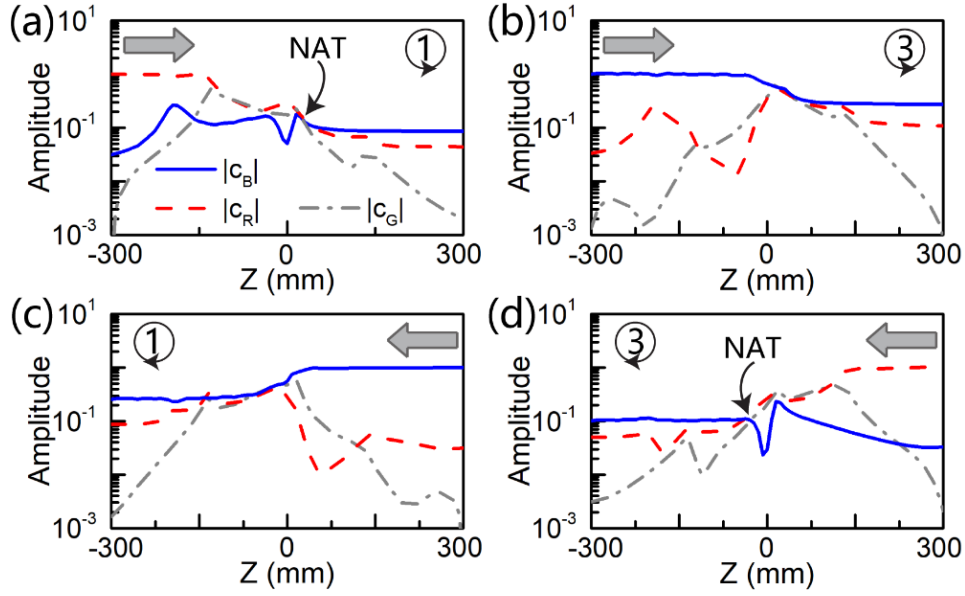 (a)
Amplitude
10^1
10^-1
10^-3
NAT
1
|c_B|
|c_R|
|c_G|
-300
0
300
Z (mm)
(b)
Amplitude
10^1
10^-1
10^-3
3
-300
0
300
Z (mm)
(c)
Amplitude
10^1
10^-1
10^-3
1
-300
0
300
Z (mm)
(d)
Amplitude
10^1
10^-1
10^-3
3
NAT
-300
0
300
Z (mm)